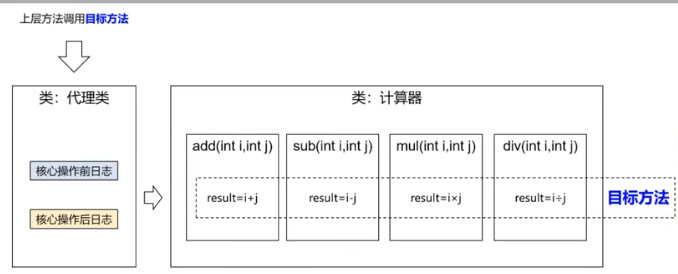 上层方法调用目标方法
类：代理类
核心操作前日志
核心操作后日志
类：计算器
add(int i,int j)
sub(int i,int j)
mul(int i,int j)
div(int i,int j)
result=i+j
result=i-j
result=i×j
result=i÷j
目标方法